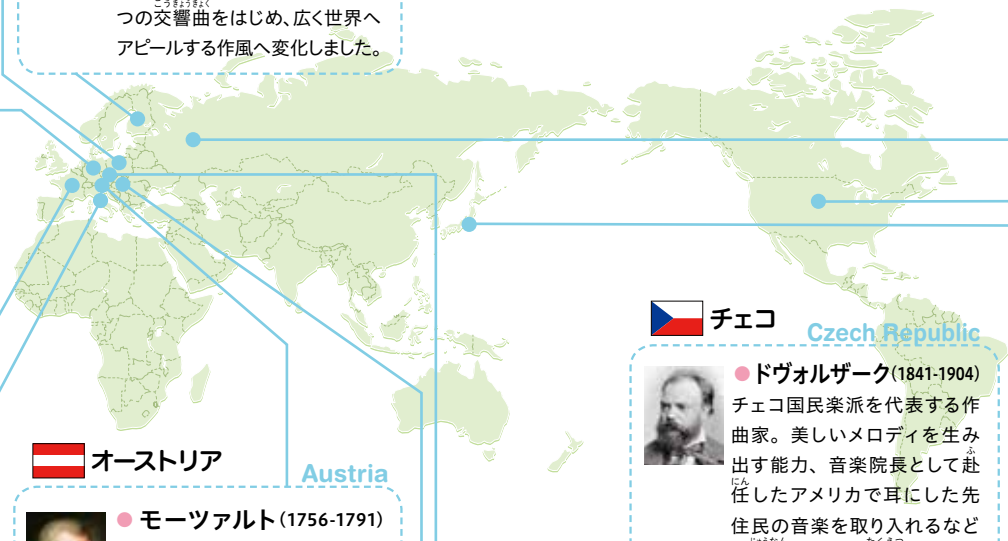 つの交響曲をはじめ、広く世界へ
アピールする作風へ変化しました。
チェコ
Czech Republic
●ドヴォルザーク(1841-1904)
チェコ国民楽派を代表する作
曲家。美しいメロディを生み
出す能力、音楽院長として赴
任したアメリカで耳にした先
住民の音楽を取り入れるなど
オーストリア
Austria
● モーツァルト(1756-1791)